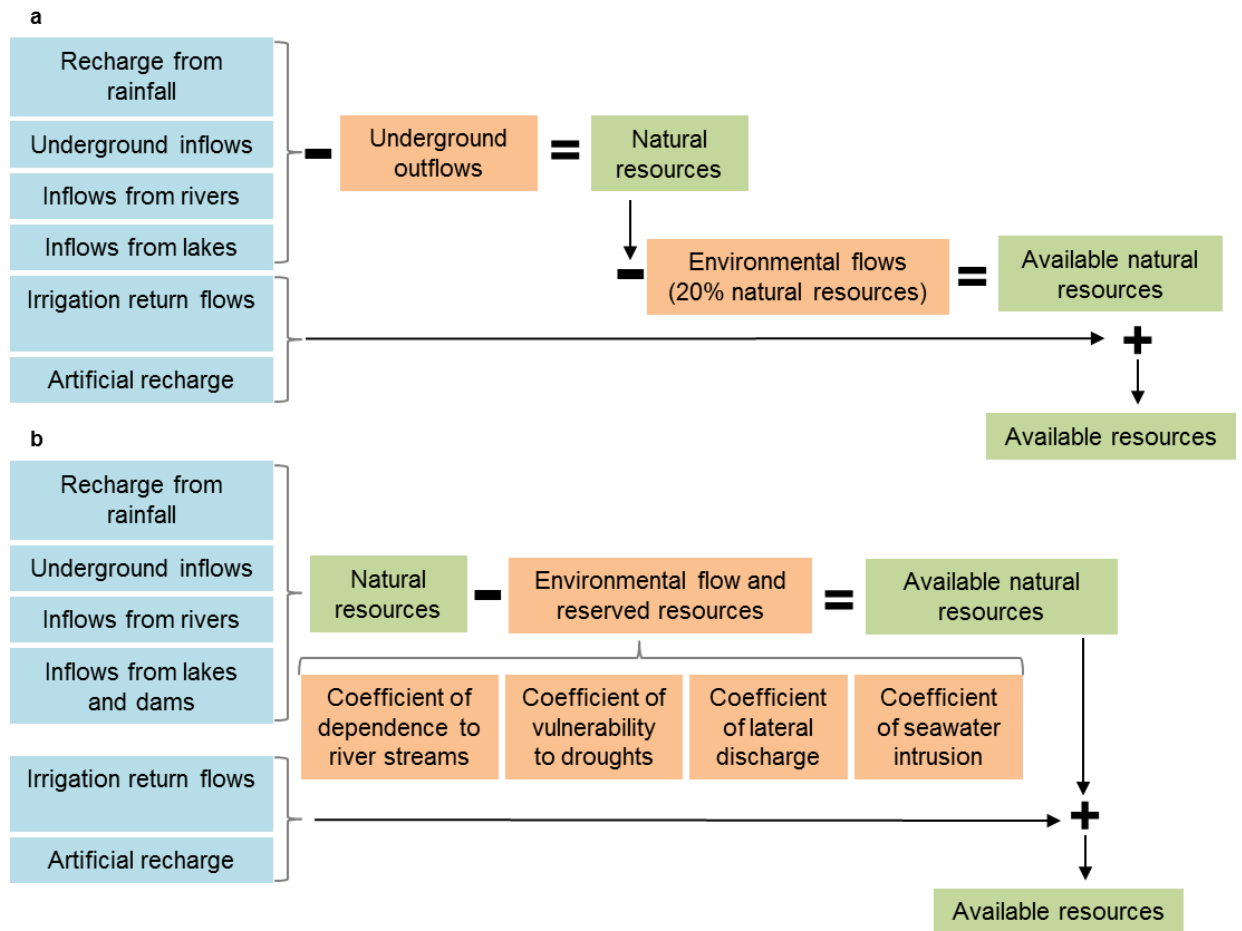 a
Recharge from
rainfall
Underground inflows
Inflows from rivers
Inflows from lakes
Irrigation return flows
Artificial recharge
-
Underground
outflows
=
Natural
resources
-
Environmental flows
(20% natural resources)
=
Available natural
resources
+
Available resources
b
Recharge from
rainfall
Underground inflows
Inflows from rivers
Inflows from lakes
and dams
Irrigation return flows
Artificial recharge
Natural
resources
-
Environmental flow and
reserved resources
=
Available natural
resources
Coefficient of
dependence to
river streams
Coefficient of
vulnerability
to droughts
Coefficient
of lateral
discharge
Coefficient
of seawater
intrusion
+
Available resources